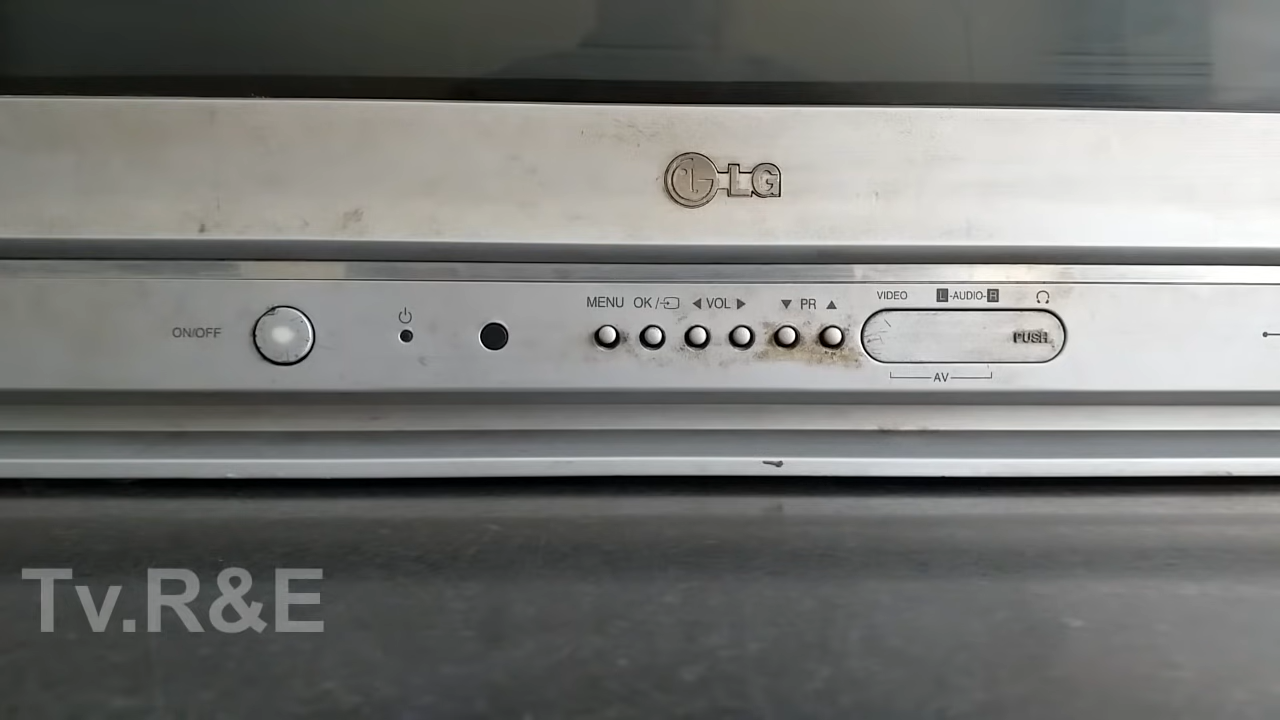 LG
ON/OFF
MENU OK/ VOL PR
VIDEO L-AUDIO-R
PUSH
AV
Tv.R&E